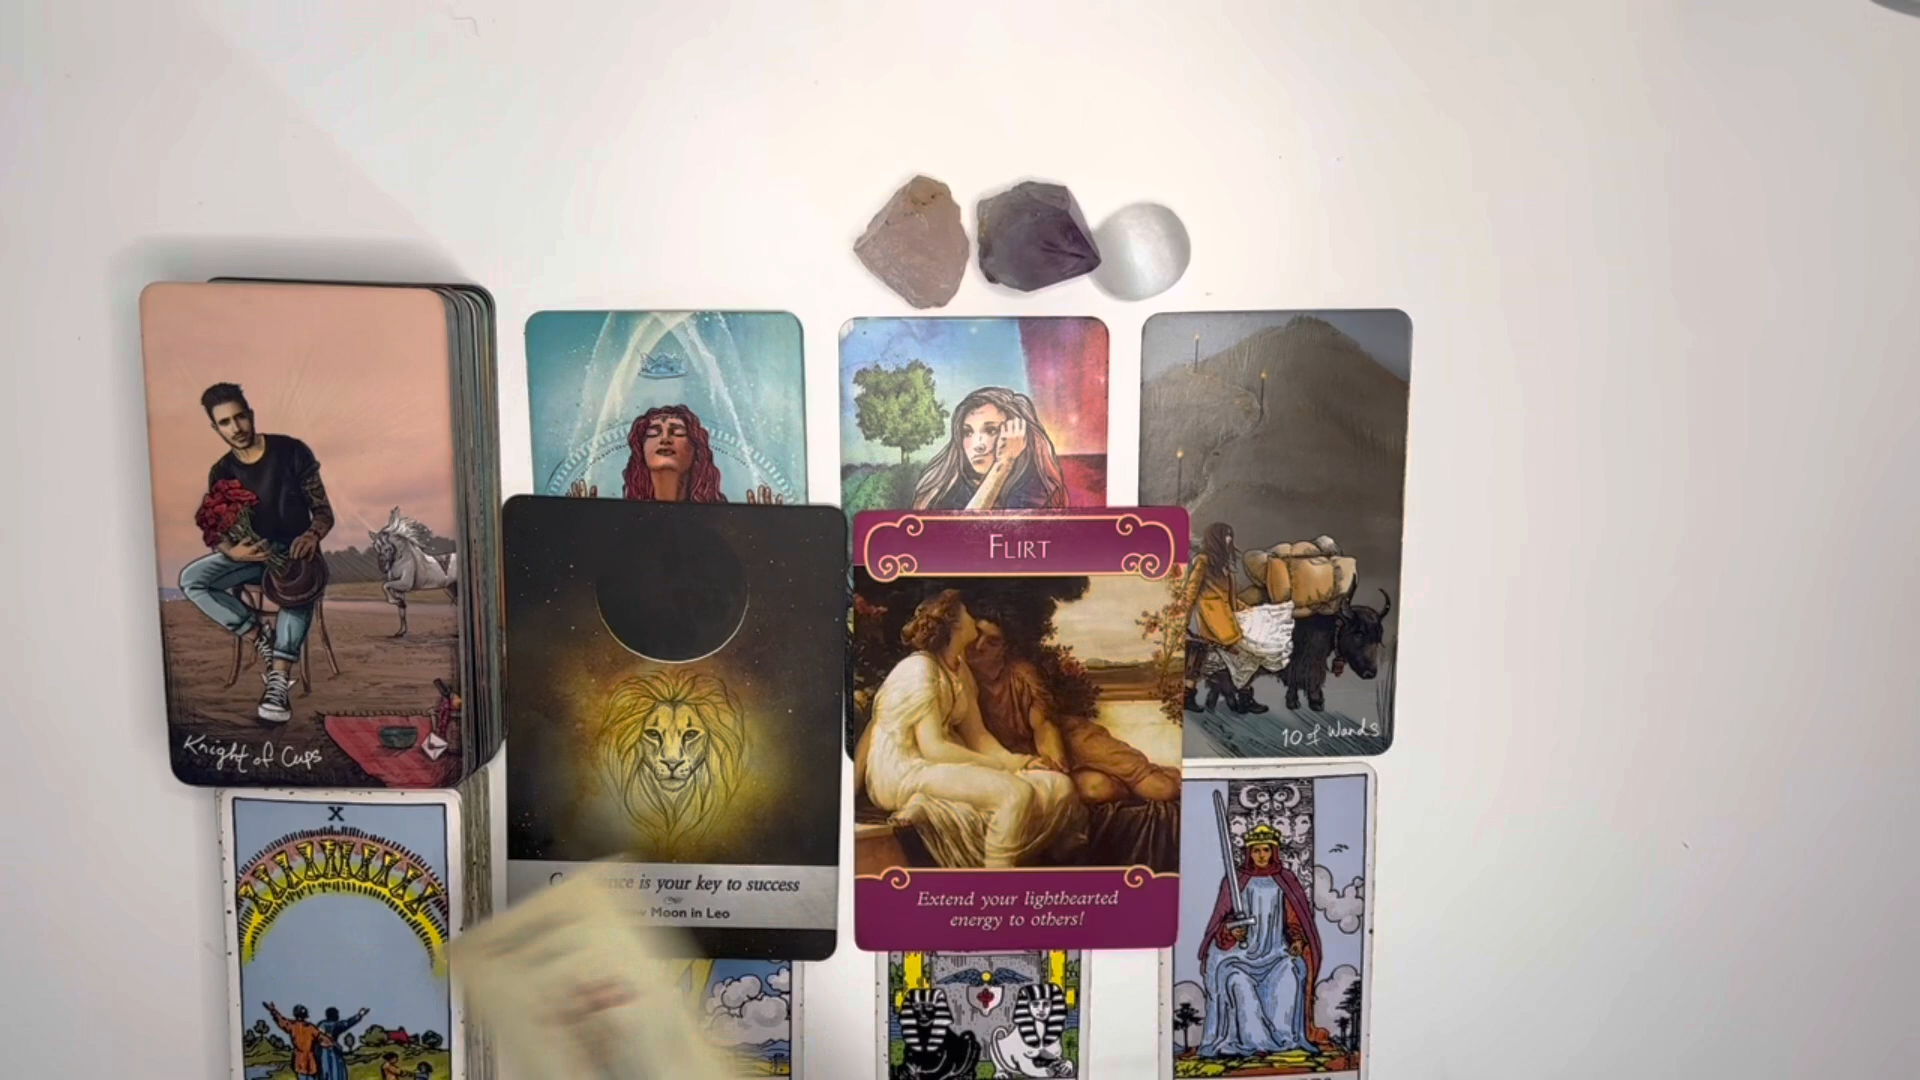 Knight of Cups
FLIRT
10 of Wands
is your key to success
Moon in Leo
Extend your lighthearted
energy to others!
X